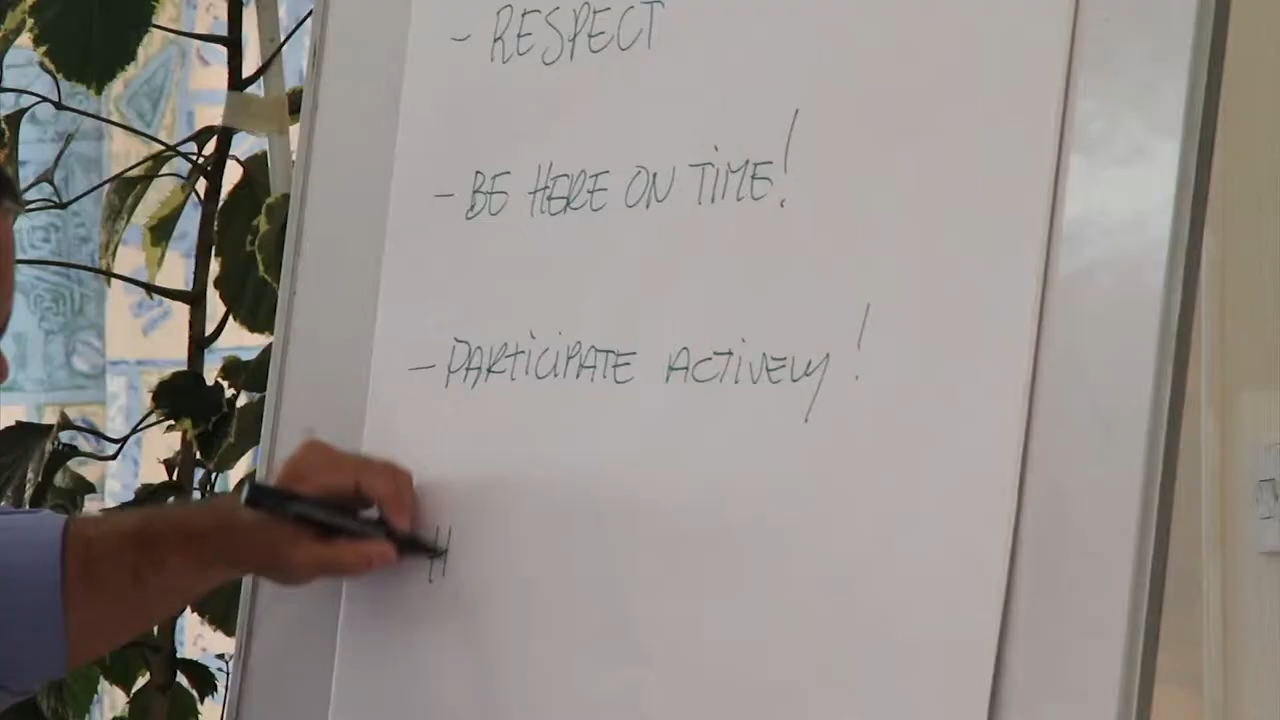 - RESPECT
- BE HERE ON TIME!
- PARTICIPATE ACTIVELY!
H